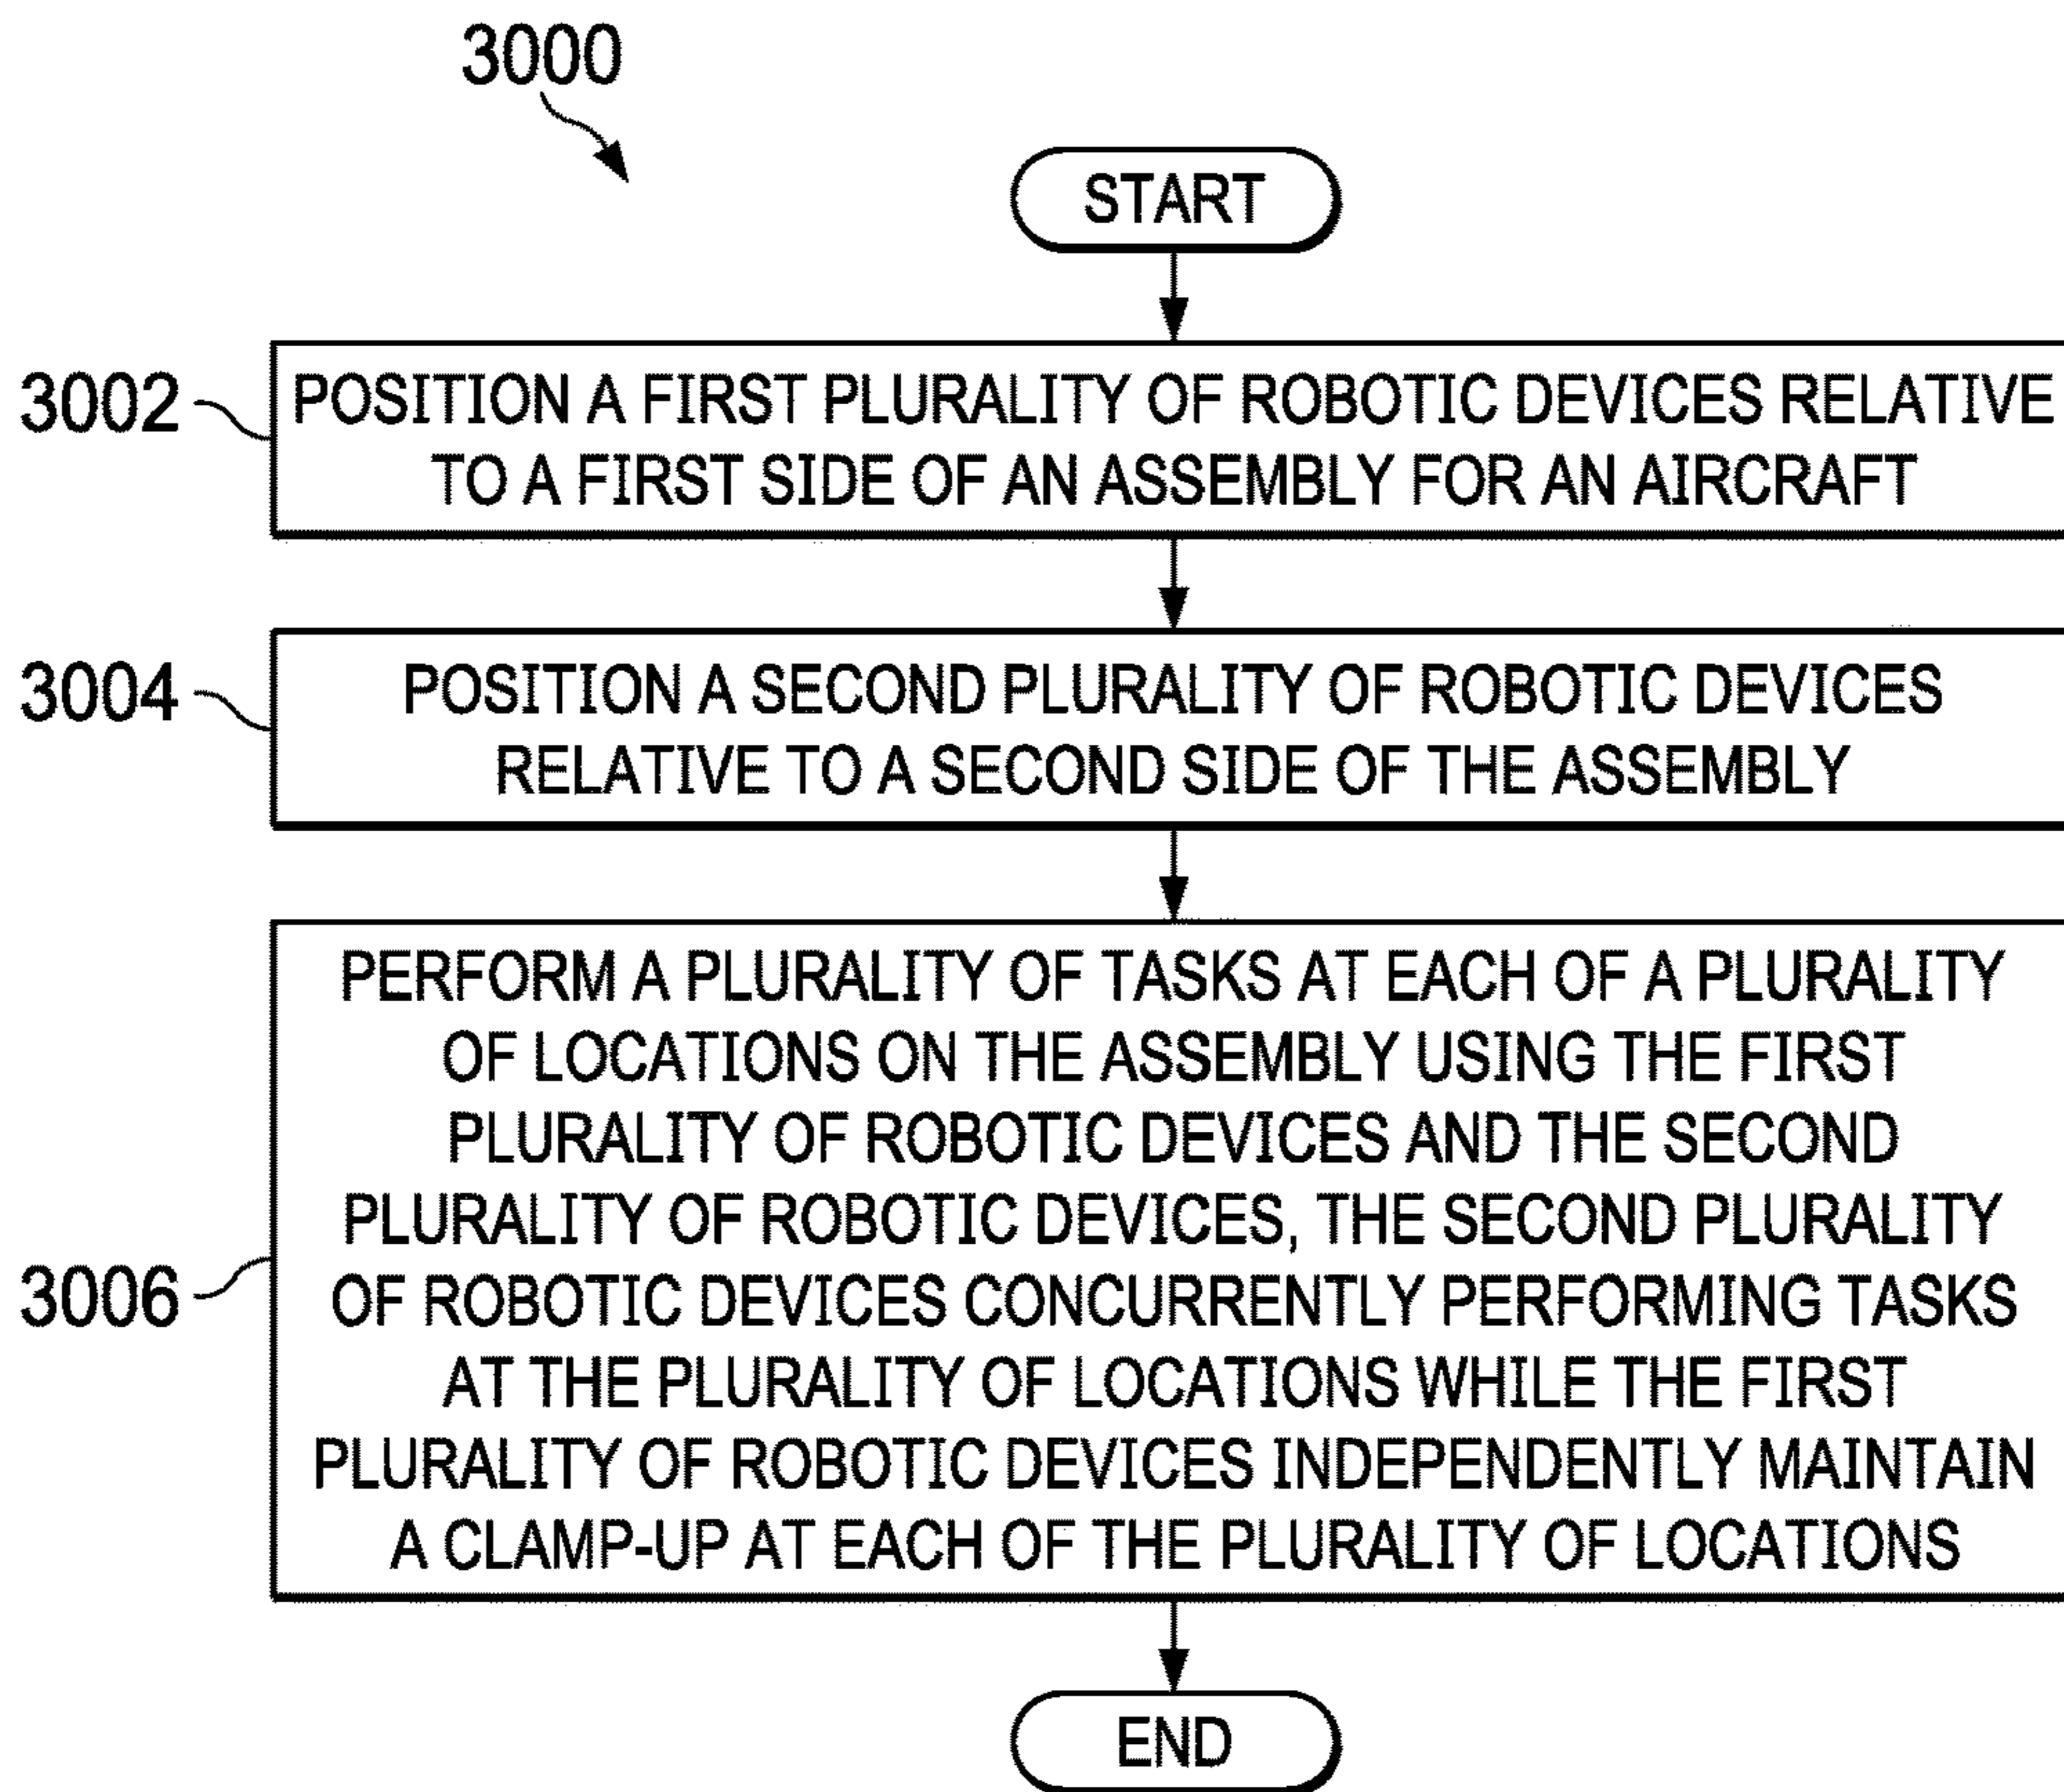 3000
START
3002
POSITION A FIRST PLURALITY OF ROBOTIC DEVICES RELATIVE
TO A FIRST SIDE OF AN ASSEMBLY FOR AN AIRCRAFT
3004
POSITION A SECOND PLURALITY OF ROBOTIC DEVICES
RELATIVE TO A SECOND SIDE OF THE ASSEMBLY
3006
PERFORM A PLURALITY OF TASKS AT EACH OF A PLURALITY
OF LOCATIONS ON THE ASSEMBLY USING THE FIRST
PLURALITY OF ROBOTIC DEVICES AND THE SECOND
PLURALITY OF ROBOTIC DEVICES, THE SECOND PLURALITY
OF ROBOTIC DEVICES CONCURRENTLY PERFORMING TASKS
AT THE PLURALITY OF LOCATIONS WHILE THE FIRST
PLURALITY OF ROBOTIC DEVICES INDEPENDENTLY MAINTAIN
A CLAMP-UP AT EACH OF THE PLURALITY OF LOCATIONS
END